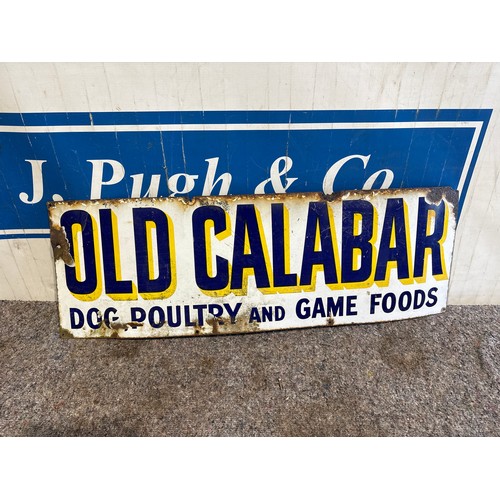 J. Pugh & Co.
OLD CALABAR
DOG POULTRY AND GAME FOODS